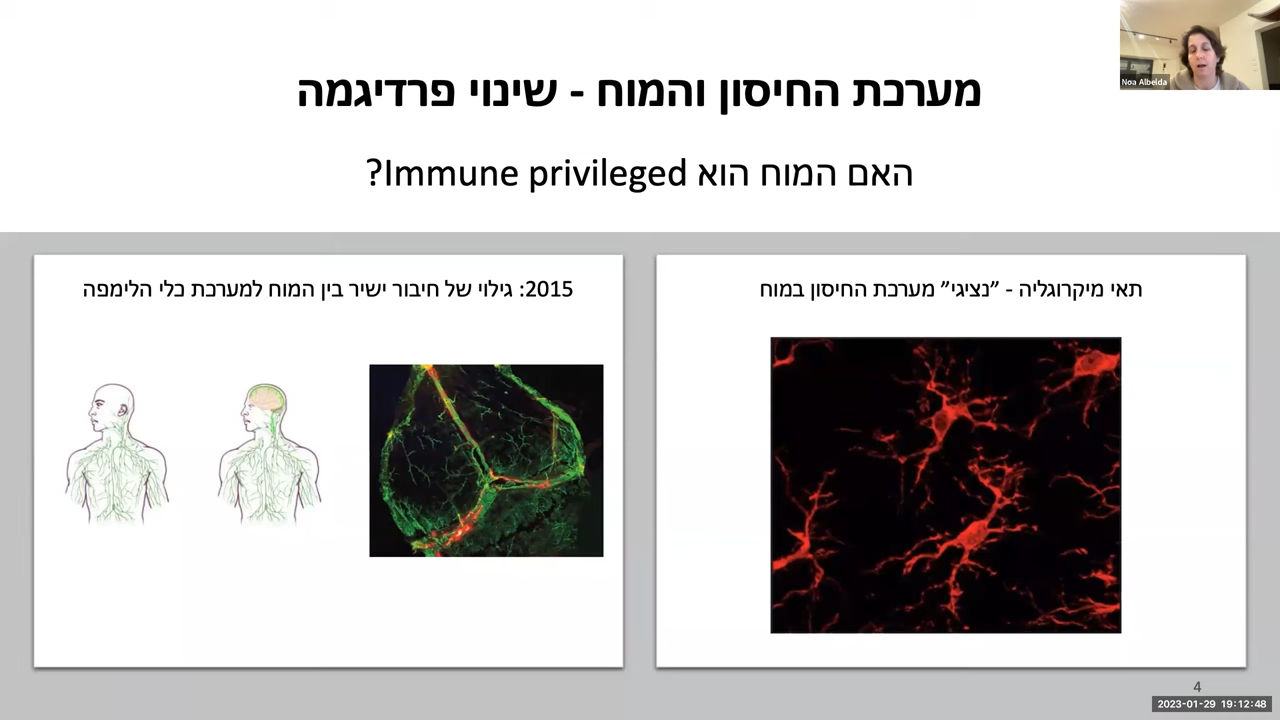 Noa Albelda
מערכת החיסון והמוח - שינוי פרדיגמה
האם המוח הוא Immune privileged?
תאי מיקרוגליה - ״נציגי״ מערכת החיסון במוח
2015: גילוי של חיבור ישיר בין המוח למערכת כלי הלימפה
4
2023-01-29 19:12:48